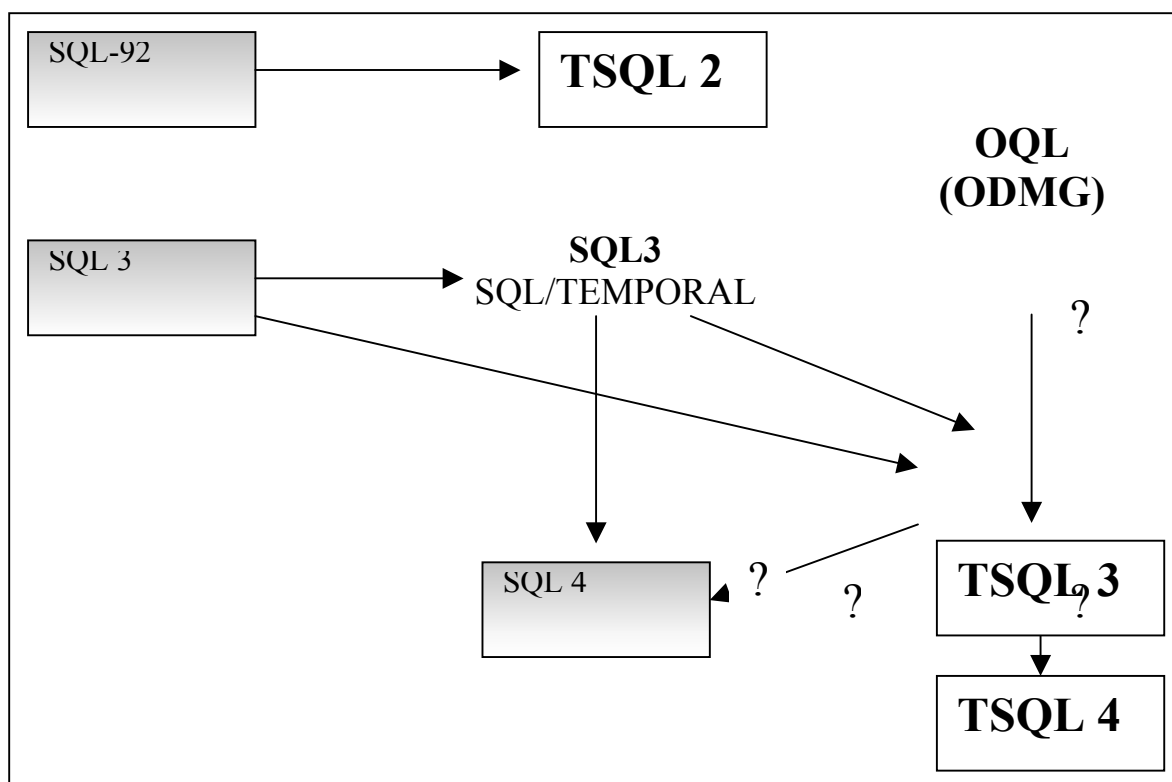 SQL-92
TSQL 2
OQL
(ODMG)
SQL 3
SQL3
SQL/TEMPORAL
?
SQL 4
?
?
TSQL 3
?
TSQL 4